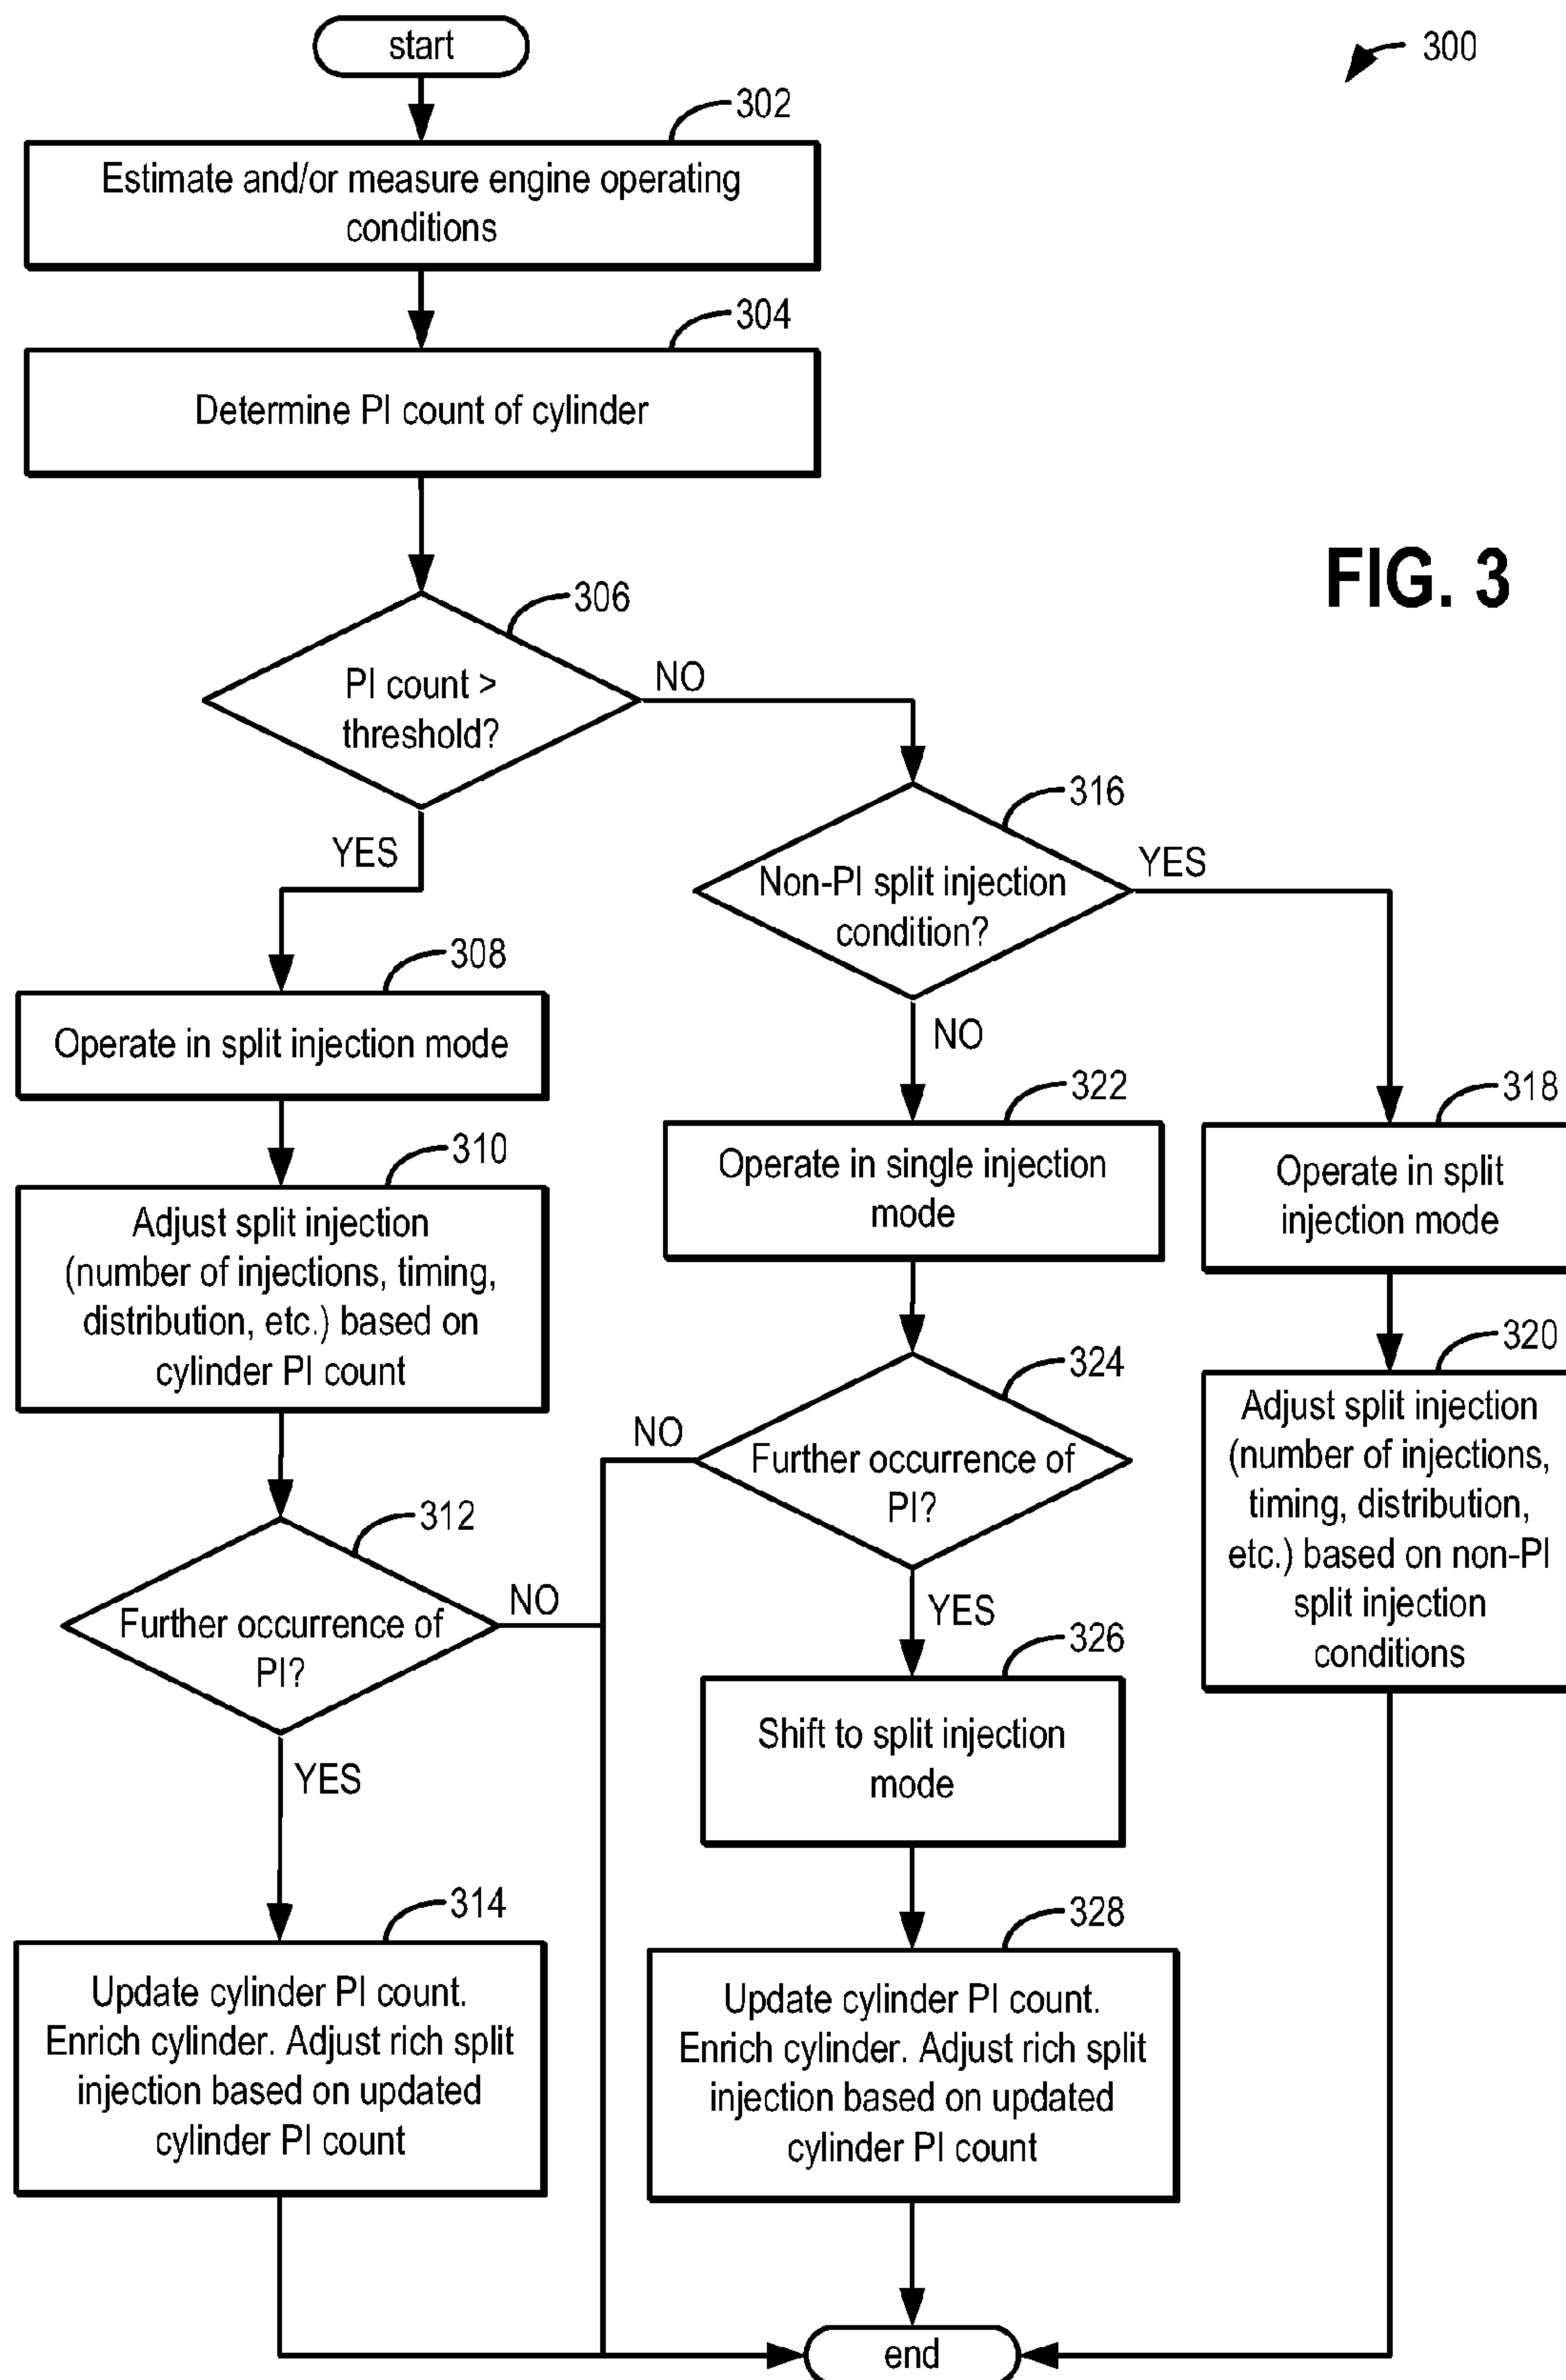 start
300
302
Estimate and/or measure engine operating
conditions
304
Determine PI count of cylinder
FIG. 3
306
PI count >
threshold?
NO
YES
316
Non-PI split injection
condition?
YES
NO
308
Operate in split injection mode
322
Operate in single injection
mode
318
Operate in split
injection mode
310
Adjust split injection
(number of injections, timing,
distribution, etc.) based on
cylinder PI count
324
Further occurrence of
PI?
NO
YES
320
Adjust split injection
(number of injections,
timing, distribution,
etc.) based on non-PI
split injection
conditions
312
Further occurrence of
PI?
NO
YES
326
Shift to split injection
mode
314
Update cylinder PI count.
Enrich cylinder. Adjust rich split
injection based on updated
cylinder PI count
328
Update cylinder PI count.
Enrich cylinder. Adjust rich split
injection based on updated
cylinder PI count
end